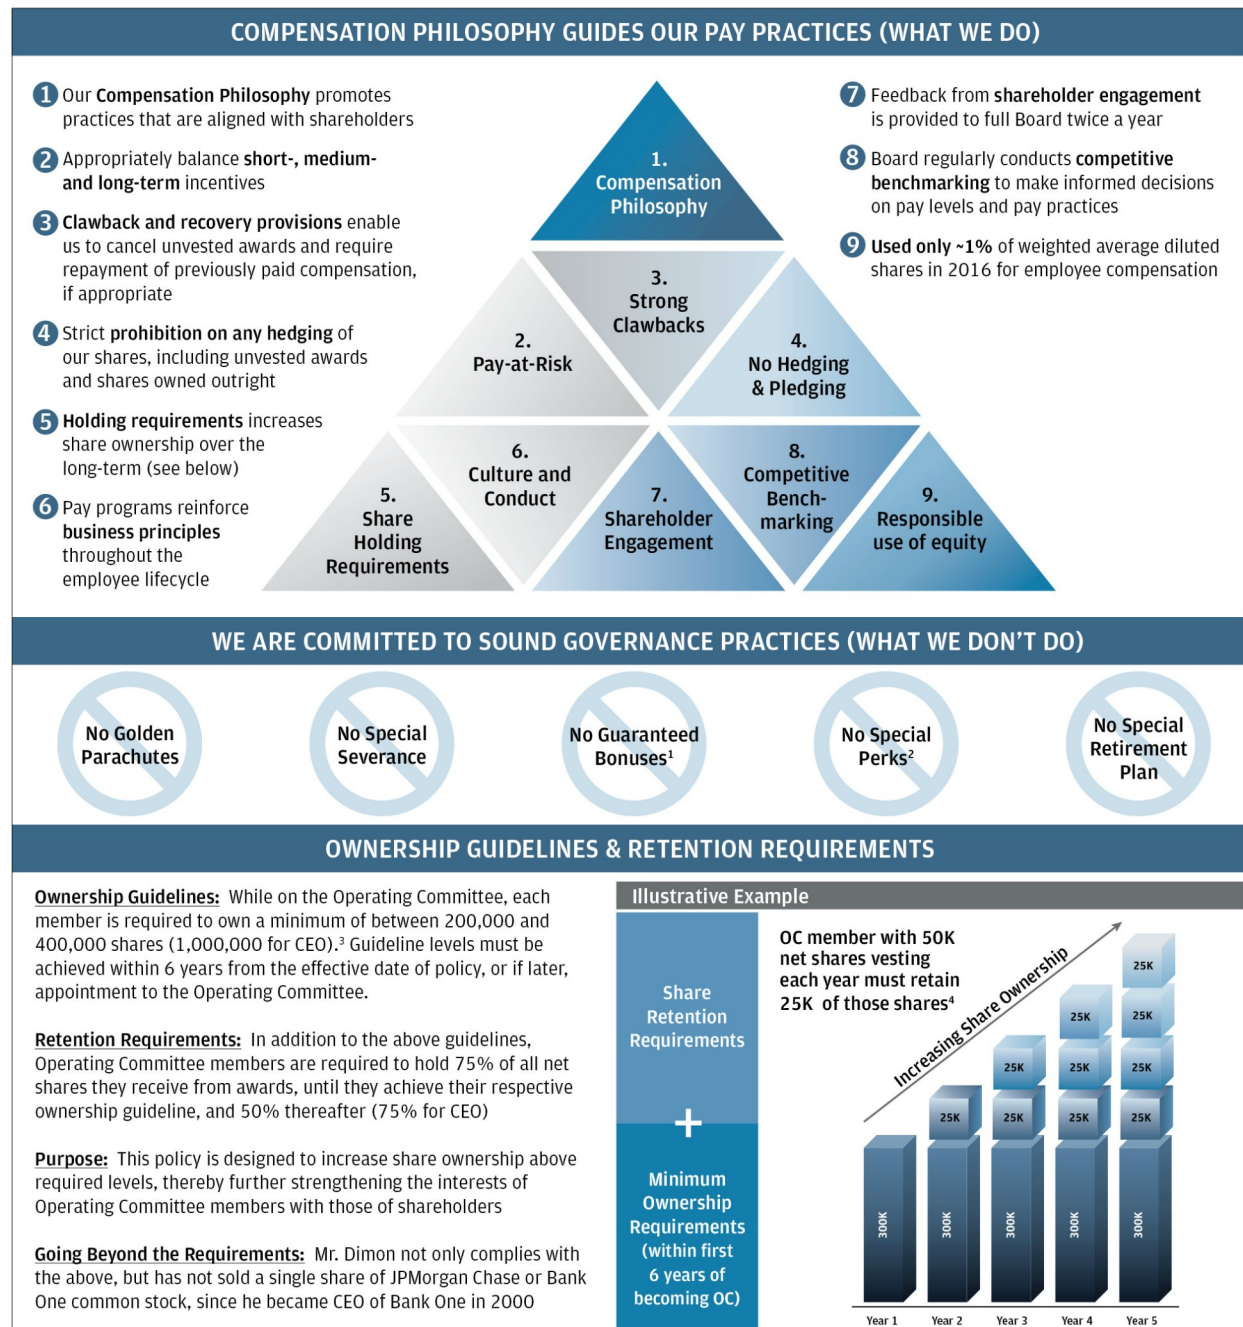 COMPENSATION PHILOSOPHY GUIDES OUR PAY PRACTICES (WHAT WE DO)
1 Our Compensation Philosophy promotes
practices that are aligned with shareholders
2 Appropriately balance short-, medium-
and long-term incentives
3 Clawback and recovery provisions enable
us to cancel unvested awards and require
repayment of previously paid compensation,
if appropriate
4 Strict prohibition on any hedging of
our shares, including unvested awards
and shares owned outright
5 Holding requirements increases
share ownership over the
long-term (see below)
6 Pay programs reinforce
business principles
throughout the
employee lifecycle
1.
Compensation
Philosophy
2.
Pay-at-Risk
3.
Strong
Clawbacks
4.
No Hedging
& Pledging
5.
Share
Holding
Requirements
6.
Culture and
Conduct
7.
Shareholder
Engagement
8.
Competitive
Bench-
marking
9.
Responsible
use of equity
7 Feedback from shareholder engagement
is provided to full Board twice a year
8 Board regularly conducts competitive
benchmarking to make informed decisions
on pay levels and pay practices
9 Used only ~1% of weighted average diluted
shares in 2016 for employee compensation
WE ARE COMMITTED TO SOUND GOVERNANCE PRACTICES (WHAT WE DON'T DO)
No Golden
Parachutes
No Special
Severance
No Guaranteed
Bonuses¹
No Special
Perks²
No Special
Retirement
Plan
OWNERSHIP GUIDELINES & RETENTION REQUIREMENTS
Ownership Guidelines: While on the Operating Committee, each
member is required to own a minimum of between 200,000 and
400,000 shares (1,000,000 for CEO).³ Guideline levels must be
achieved within 6 years from the effective date of policy, or if later,
appointment to the Operating Committee.
Retention Requirements: In addition to the above guidelines,
Operating Committee members are required to hold 75% of all net
shares they receive from awards, until they achieve their respective
ownership guideline, and 50% thereafter (75% for CEO)
Purpose: This policy is designed to increase share ownership above
required levels, thereby further strengthening the interests of
Operating Committee members with those of shareholders
Going Beyond the Requirements: Mr. Dimon not only complies with
the above, but has not sold a single share of JPMorgan Chase or Bank
One common stock, since he became CEO of Bank One in 2000
Illustrative Example
Share
Retention
Requirements
+
Minimum
Ownership
Requirements
(within first
6 years of
becoming OC)
OC member with 50K
net shares vesting
each year must retain
25K of those shares⁴
Increasing Share Ownership
25K
25K 25K
25K 25K 25K
25K 25K 25K 25K
300K 300K 300K 300K 300K
Year 1 Year 2 Year 3 Year 4 Year 5